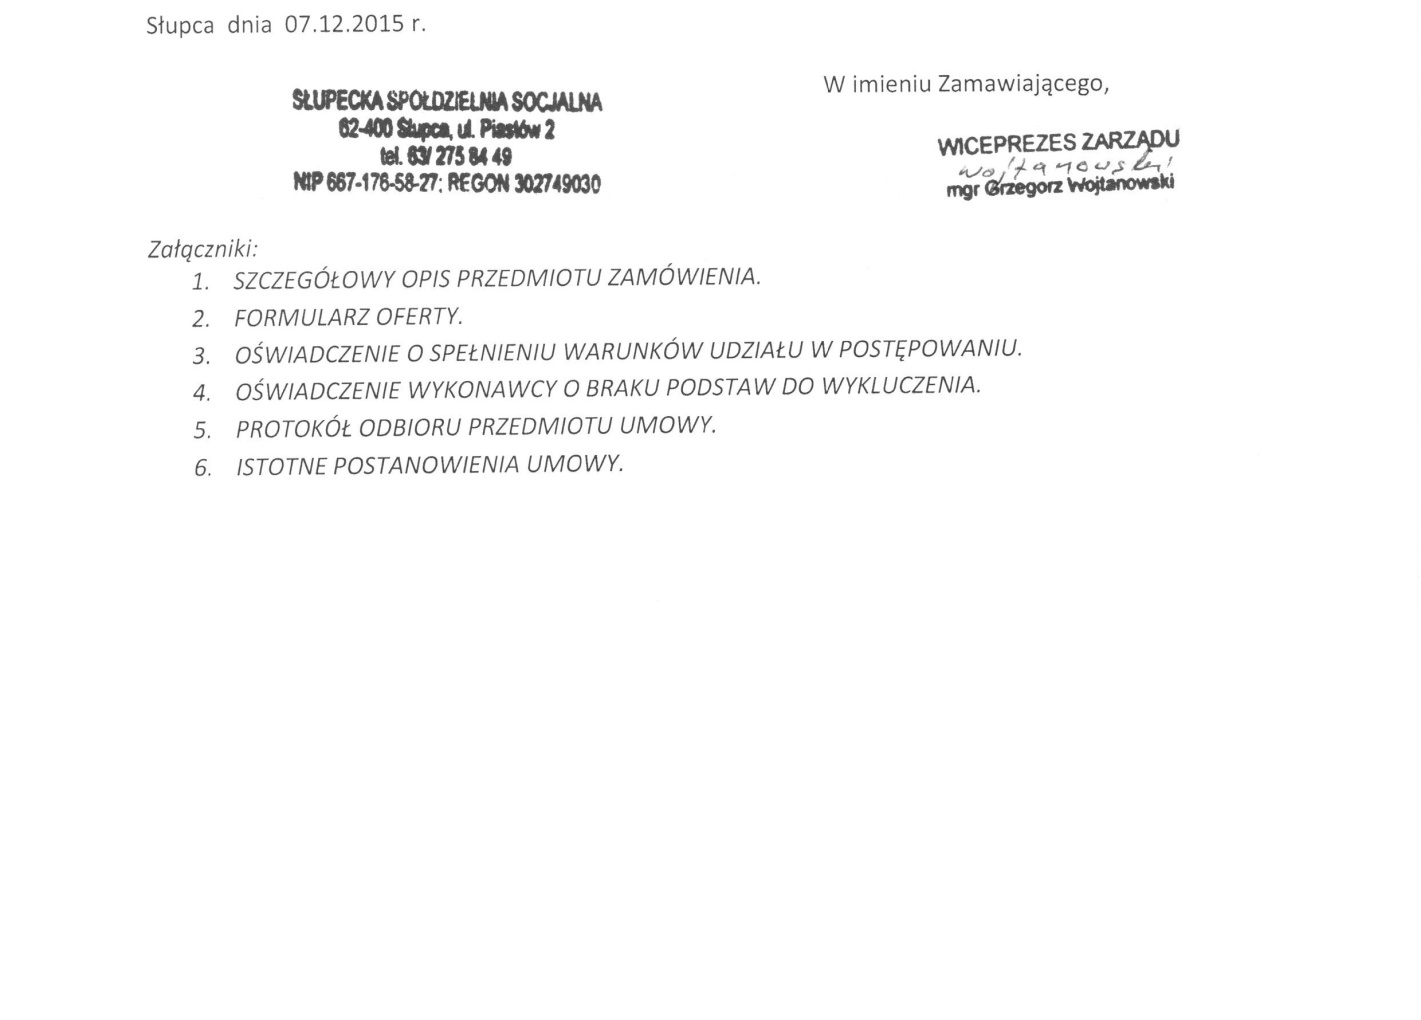 Słupca dnia 07.12.2015 r.
W imieniu Zamawiającego,
SŁUPECKA SPÓŁDZIELNIA SOCJALNA
62-400 Słupca, ul. Piastów 2
tel. 63/ 275 84 49
NIP 667-176-58-27; REGON 302749030
WICEPREZES ZARZĄDU
Wojtanowski
mgr Grzegorz Wojtanowski
Załączniki:
1. SZCZEGÓŁOWY OPIS PRZEDMIOTU ZAMÓWIENIA.
2. FORMULARZ OFERTY.
3. OŚWIADCZENIE O SPEŁNIENIU WARUNKÓW UDZIAŁU W POSTĘPOWANIU.
4. OŚWIADCZENIE WYKONAWCY O BRAKU PODSTAW DO WYKLUCZENIA.
5. PROTOKÓŁ ODBIORU PRZEDMIOTU UMOWY.
6. ISTOTNE POSTANOWIENIA UMOWY.